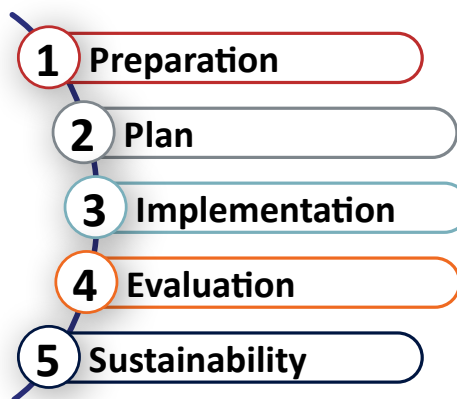 1 Preparation
2 Plan
3 Implementation
4 Evaluation
5 Sustainability